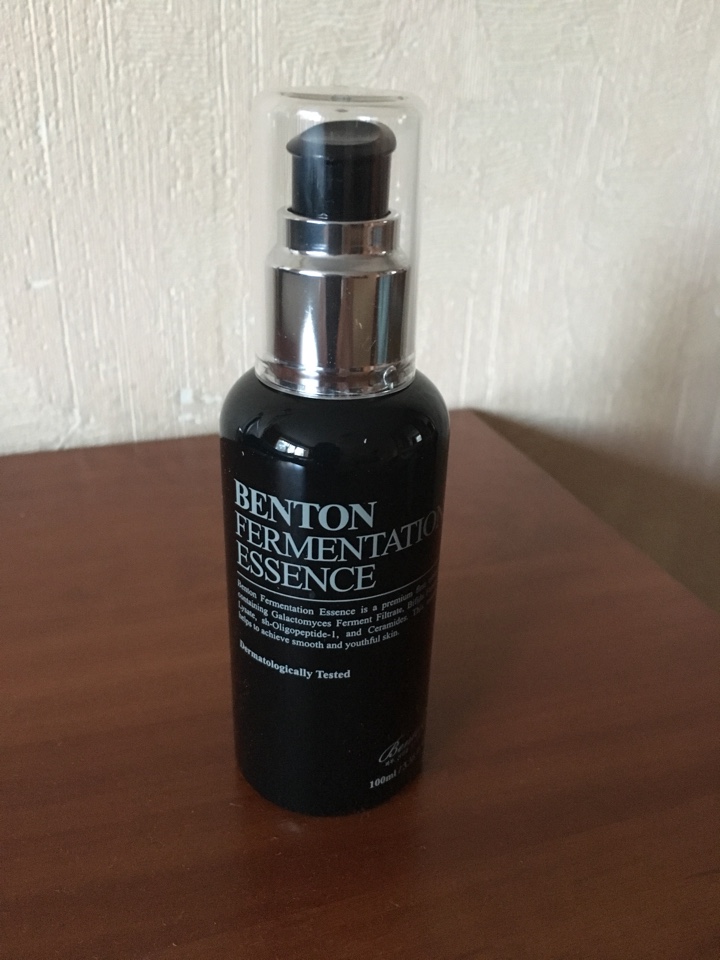 BENTON
FERMENTATION
ESSENCE
Benton Fermentation Essence is a premium
containing Galactomyces Ferment Filtrate,
Lysate, sh-Oligopeptide-1, and Ceramides.
helps to achieve smooth and youthful skin.
Dermatologically Tested
100ml /